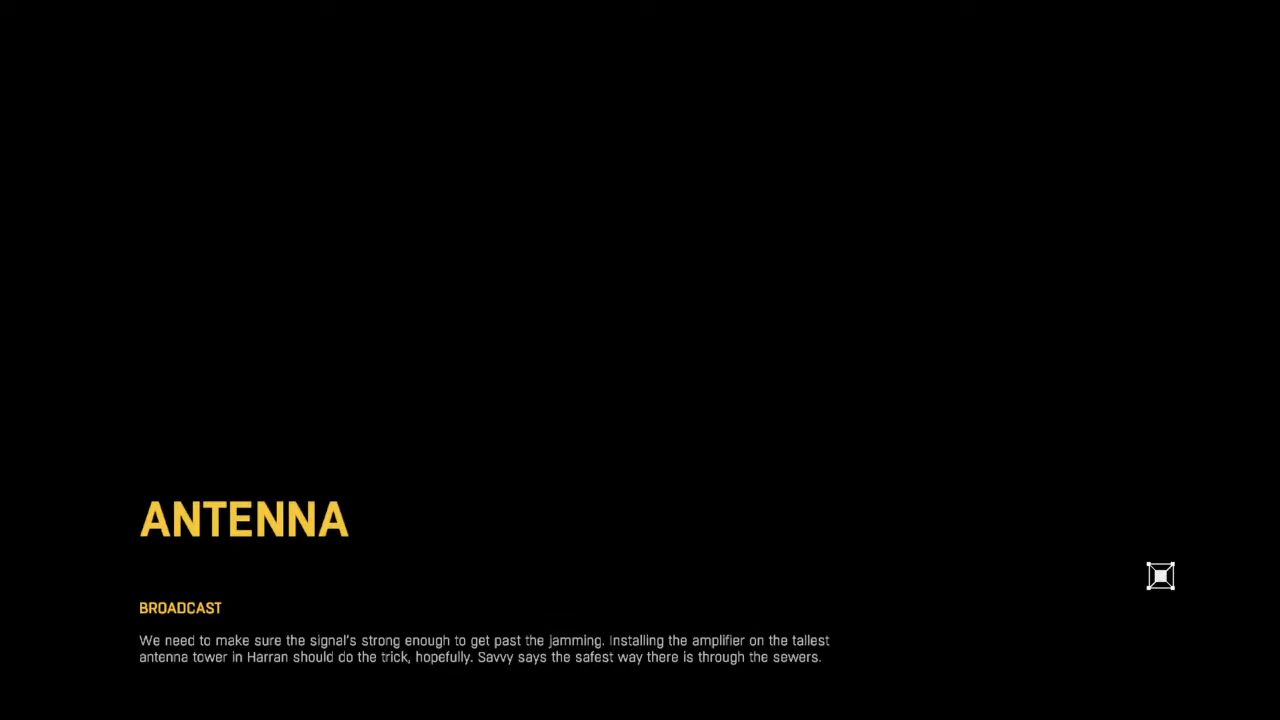 ANTENNA
BROADCAST
We need to make sure the signal's strong enough to get past the jamming. Installing the amplifier on the tallest
antenna tower in Harran should do the trick, hopefully. Savvy says the safest way there is through the sewers.